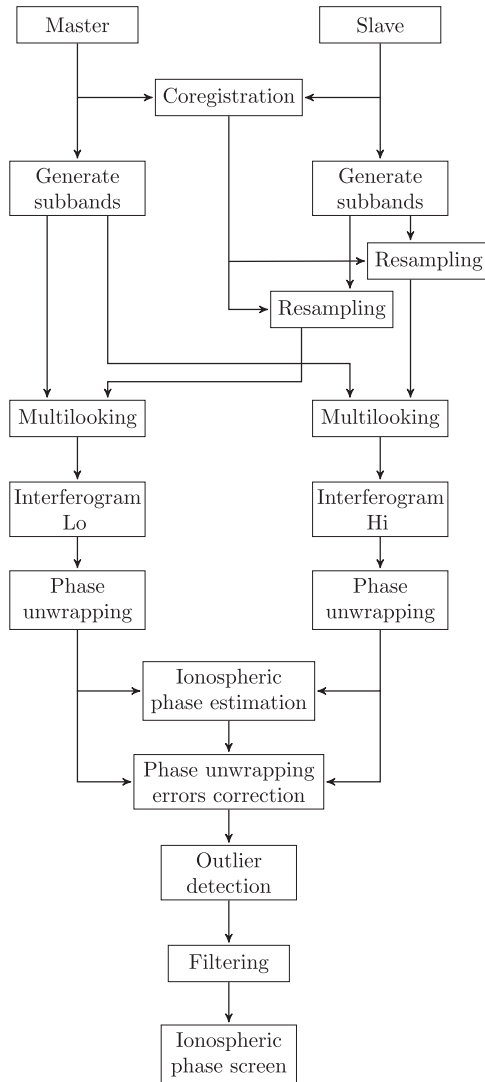 Master
Slave
Coregistration
Generate
subbands
Generate
subbands
Resampling
Resampling
Multilooking
Multilooking
Interferogram
Lo
Interferogram
Hi
Phase
unwrapping
Phase
unwrapping
Ionospheric
phase estimation
Phase unwrapping
errors correction
Outlier
detection
Filtering
Ionospheric
phase screen